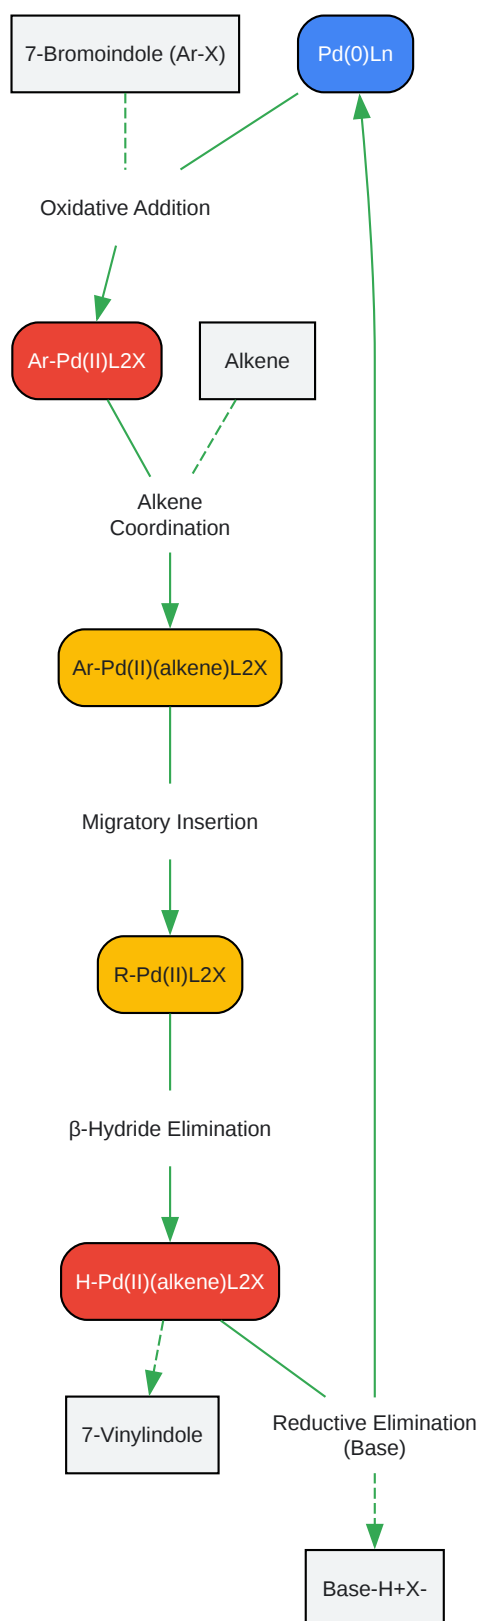 7-Bromoindole (Ar-X)
Pd(0)Ln
Oxidative Addition
Ar-Pd(II)L2X
Alkene
Alkene
Coordination
Ar-Pd(II)(alkene)L2X
Migratory Insertion
R-Pd(II)L2X
β-Hydride Elimination
H-Pd(II)(alkene)L2X
7-Vinylindole
Reductive Elimination
(Base)
Base-H+X-